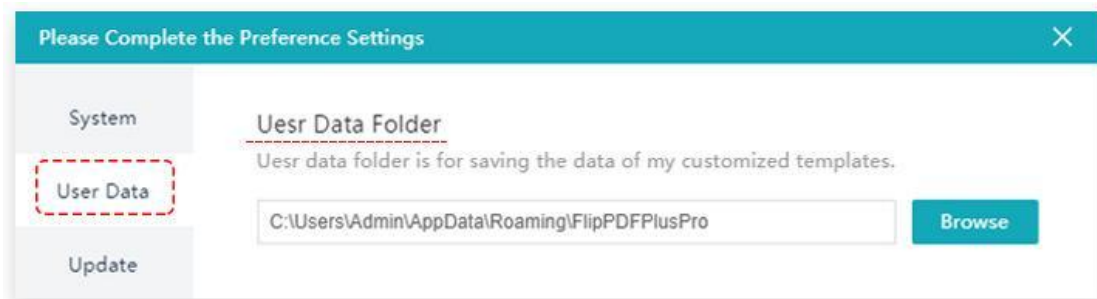 Please Complete the Preference Settings
System
User Data
Update
Uesr Data Folder
Uesr data folder is for saving the data of my customized templates.
C:\Users\Admin\AppData\Roaming\FlipPDFPlusPro
Browse